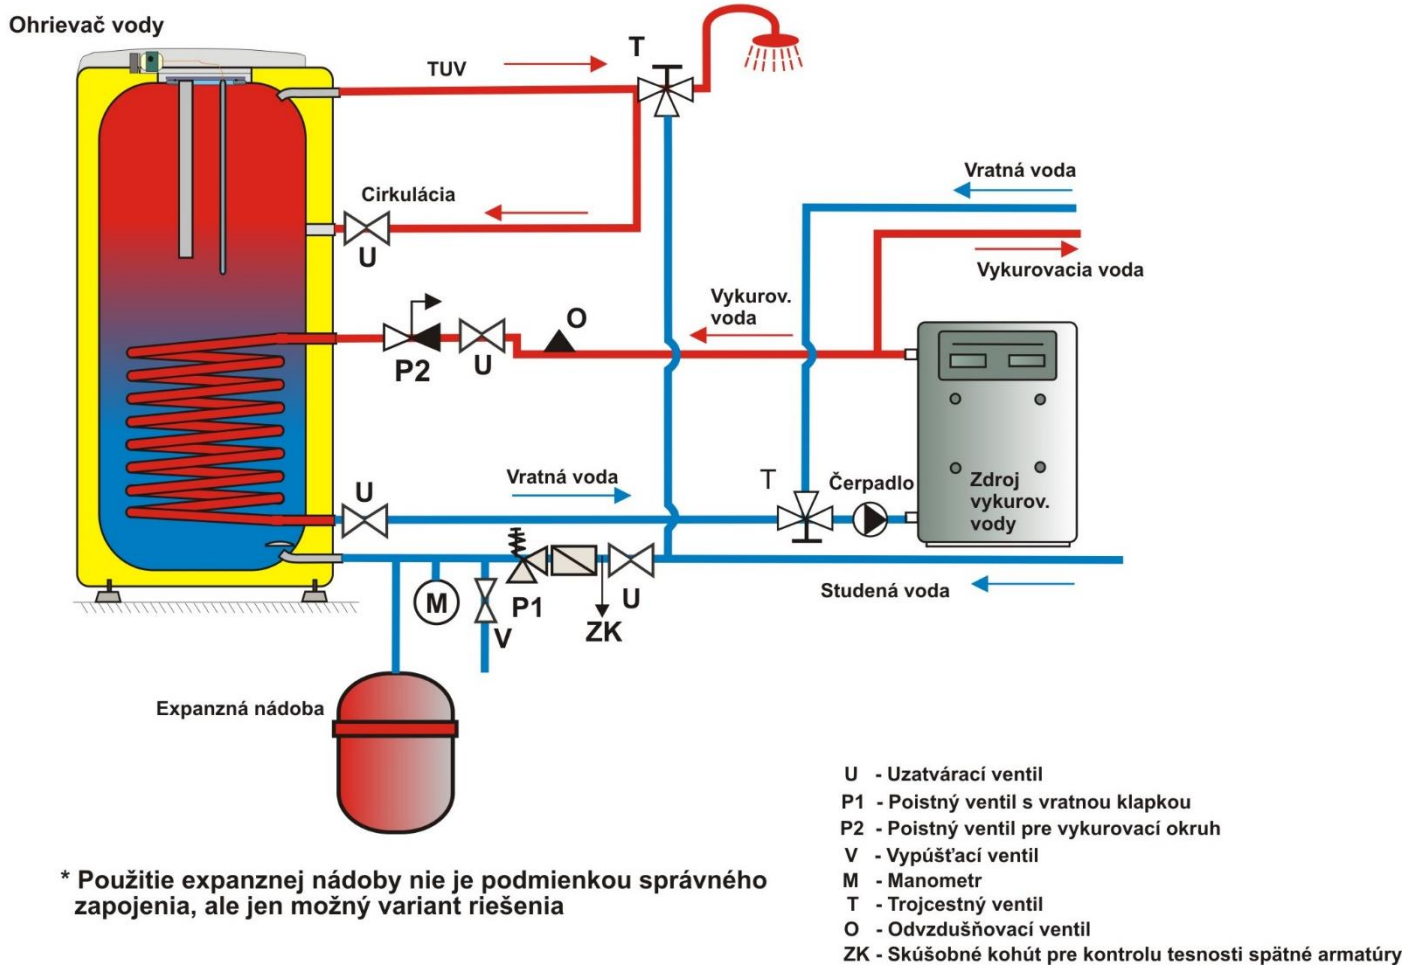 Ohrievač vody
TUV
T
Cirkulácia
U
Vratná voda
Vykurovacia voda
Vykurov.
voda
O
P2
U
Vratná voda
U
T
Čerpadlo
Zdroj
vykurov.
vody
Studená voda
M
V
P1
ZK
U
Expanzná nádoba
* Použitie expanznej nádoby nie je podmienkou správného
zapojenia, ale jen možný variant riešenia
U - Uzatvárací ventil
P1 - Poistný ventil s vratnou klapkou
P2 - Poistný ventil pre vykurovací okruh
V - Vypúšťací ventil
M - Manometr
T - Trojcestný ventil
O - Odvzdušňovací ventil
ZK - Skúšobné kohút pre kontrolu tesnosti spätné armatúry